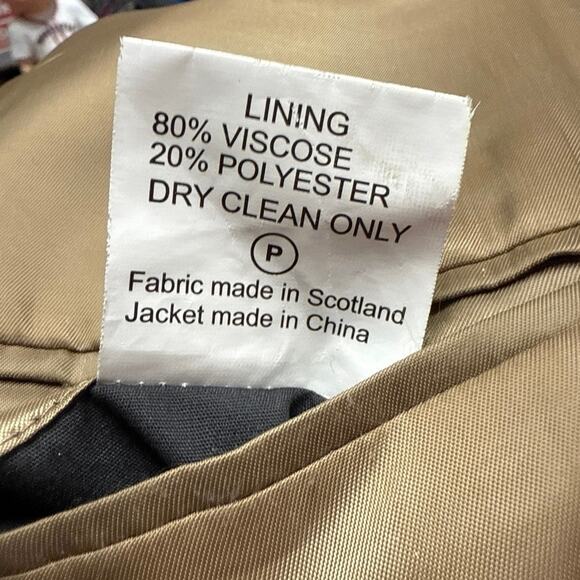 LINING
80% VISCOSE
20% POLYESTER
DRY CLEAN ONLY
P
Fabric made in Scotland
Jacket made in China